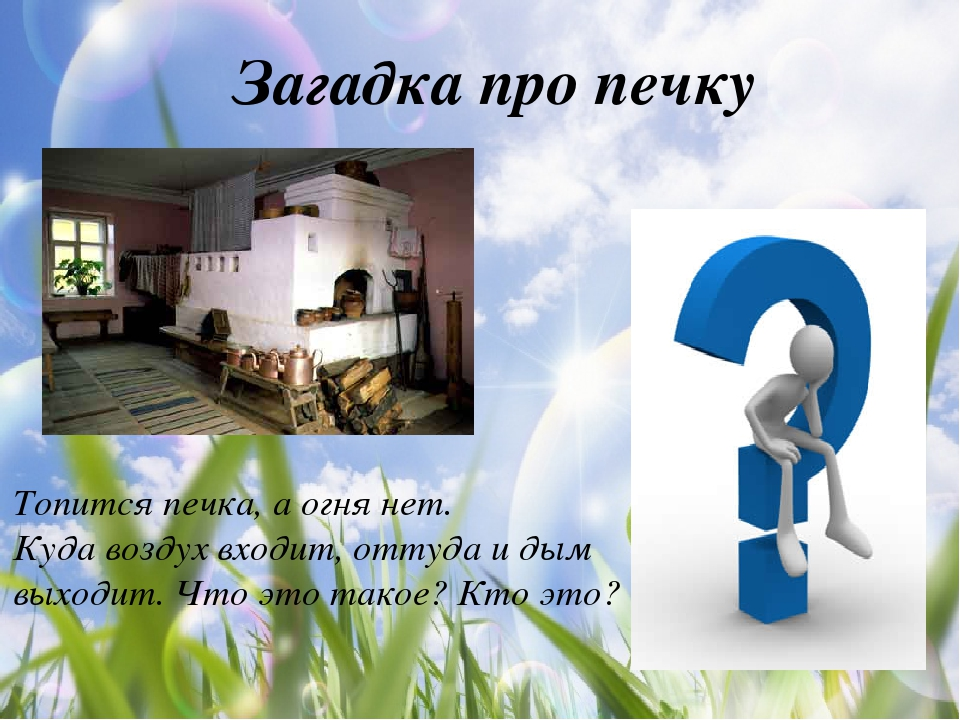 Загадка про печку
Топится печка, а огня нет.
Куда воздух входит, оттуда и дым
выходит. Что это такое? Кто это?